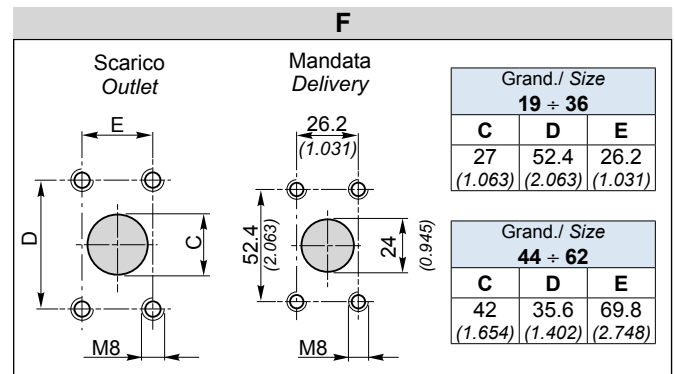 F
Scarico
Outlet
E
D
C
M8
Mandata
Delivery
26.2
(1.031)
52.4
(2.063)
24
(0.945)
M8
Grand./ Size
19 ÷ 36
C D E
27 52.4 26.2
(1.063) (2.063) (1.031)
Grand./ Size
44 ÷ 62
C D E
42 35.6 69.8
(1.654) (1.402) (2.748)